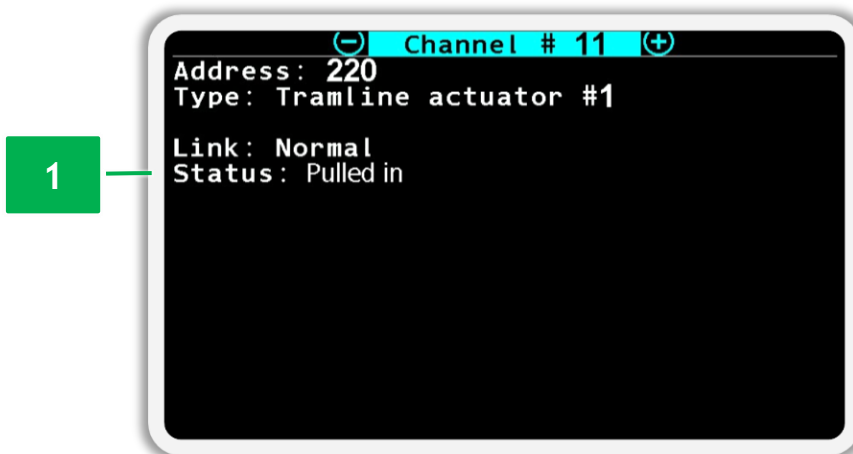 Channel # 11
Address: 220
Type: Tramline actuator #1
Link: Normal
1
Status: Pulled in